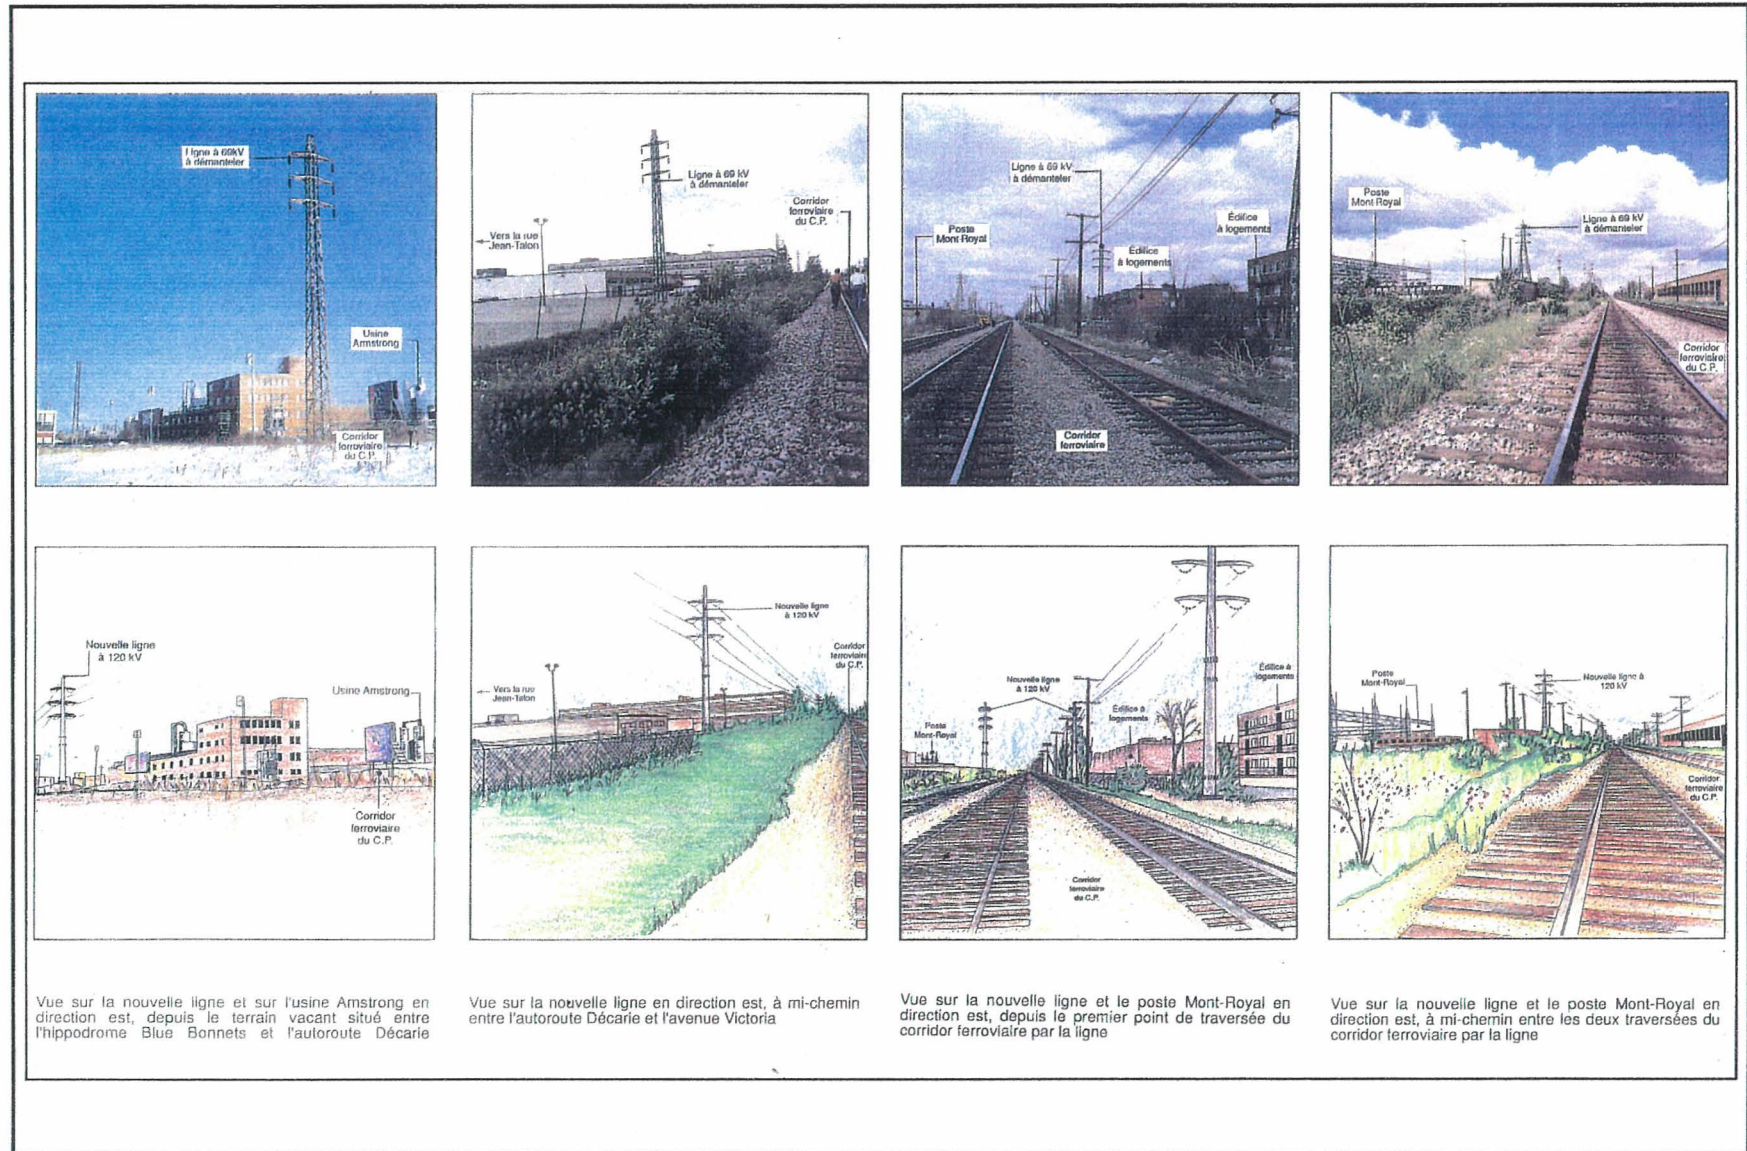 Ligne à 69kV
à démanteler
Usine
Armstrong
Corridor
ferroviaire
du C.P.
Ligne à 69 kV
à démanteler
Corridor
ferroviaire
du C.P.
Vers la rue
Jean-Talon
Ligne à 69 kV
à démanteler
Édifice
à logements
Poste
Mont-Royal
Édifice
à logements
Corridor
ferroviaire
Poste
Mont-Royal
Ligne à 69 kV
à démanteler
Corridor
ferroviaire
du C.P.
Nouvelle ligne
à 120 kV
Usine Amstrong
Corridor
ferroviaire
du C.P.
Nouvelle ligne
à 120 kV
Corridor
ferroviaire
du C.P.
Vers la rue
Jean-Talon
Nouvelle ligne
à 120 kV
Édifice à
logements
Édifice à
logements
Poste
Mont-Royal
Corridor
ferroviaire
du C.P.
Poste
Mont-Royal
Nouvelle ligne à
120 kV
Corridor
ferroviaire
du C.P.
Vue sur la nouvelle ligne et sur l'usine Amstrong en
direction est, depuis le terrain vacant situé entre
l'hippodrome Blue Bonnets et l'autoroute Décarie
Vue sur la nouvelle ligne en direction est, à mi-chemin
entre l'autoroute Décarie et l'avenue Victoria
Vue sur la nouvelle ligne et le poste Mont-Royal en
direction est, depuis le premier point de traversée du
corridor ferroviaire par la ligne
Vue sur la nouvelle ligne et le poste Mont-Royal en
direction est, à mi-chemin entre les deux traversées du
corridor ferroviaire par la ligne